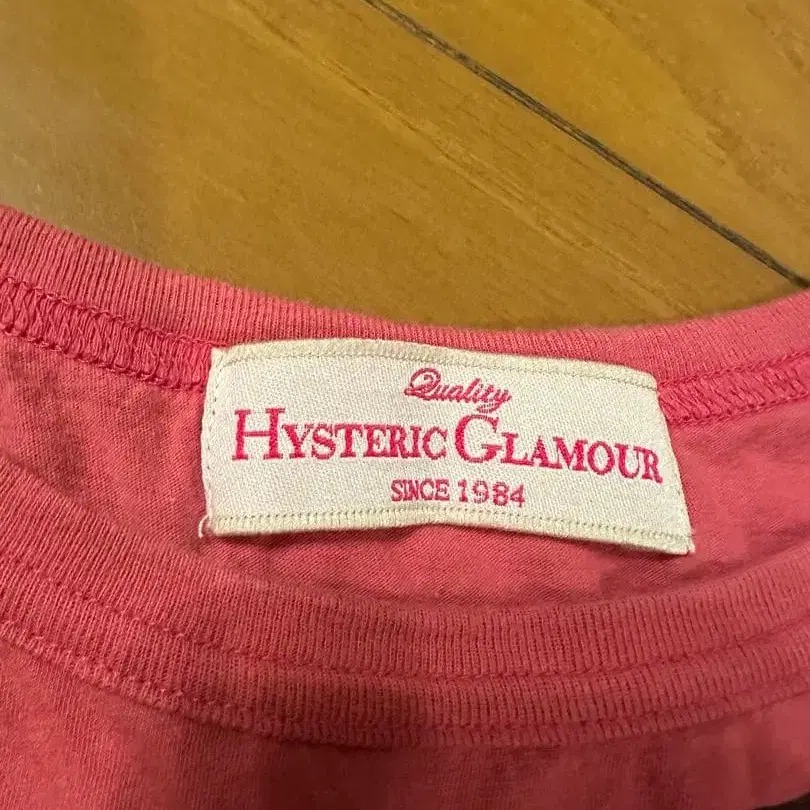 Quality
HYSTERIC GLAMOUR
SINCE 1984